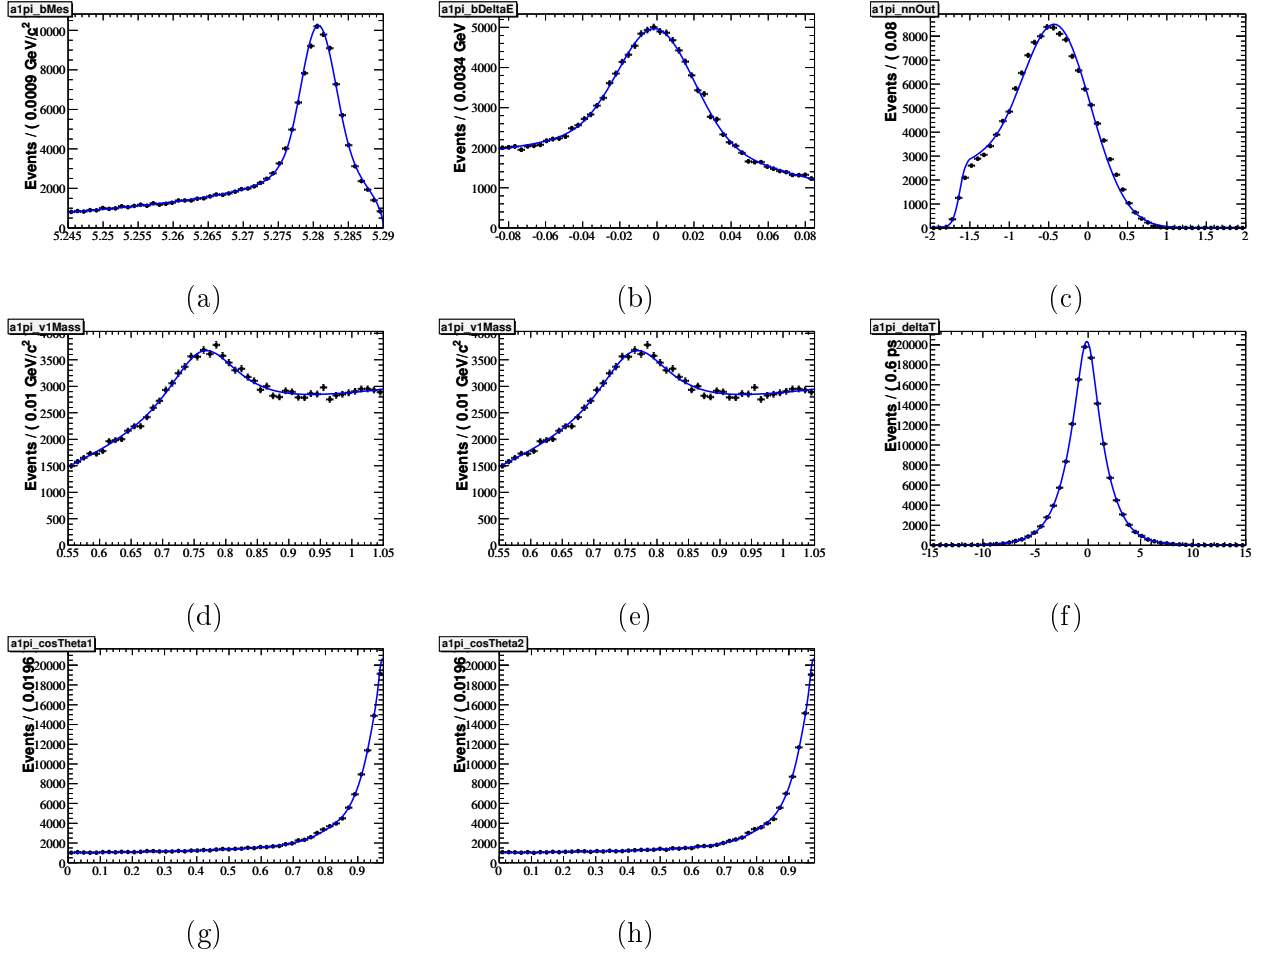 a1pi_bMes
Events / ( 0.0009 GeV/c²
0 2000 4000 6000 8000 10000
5.245 5.25 5.255 5.26 5.265 5.27 5.275 5.28 5.285 5.29
(a)
a1pi_bDeltaE
Events / ( 0.0034 GeV
0 1000 2000 3000 4000 5000
-0.08 -0.06 -0.04 -0.02 0 0.02 0.04 0.06 0.08
(b)
a1pi_nnOut
Events / ( 0.08
0 1000 2000 3000 4000 5000 6000 7000 8000
-2 -1.5 -1 -0.5 0 0.5 1 1.5 2
(c)
a1pi_v1Mass
Events / ( 0.01 GeV/c²
0 500 1000 1500 2000 2500 3000 3500
0.55 0.6 0.65 0.7 0.75 0.8 0.85 0.9 0.95 1 1.05
(d)
a1pi_v1Mass
Events / ( 0.01 GeV/c²
0 500 1000 1500 2000 2500 3000 3500
0.55 0.6 0.65 0.7 0.75 0.8 0.85 0.9 0.95 1 1.05
(e)
a1pi_deltaT
Events / ( 0.6 ps
0 2000 4000 6000 8000 10000 12000 14000 16000 18000 20000
-15 -10 -5 0 5 10 15
(f)
a1pi_cosTheta1
Events / ( 0.0196
0 2000 4000 6000 8000 10000 12000 14000 16000 18000 20000
0 0.1 0.2 0.3 0.4 0.5 0.6 0.7 0.8 0.9
(g)
a1pi_cosTheta2
Events / ( 0.0196
0 2000 4000 6000 8000 10000 12000 14000 16000 18000 20000
0 0.1 0.2 0.3 0.4 0.5 0.6 0.7 0.8 0.9
(h)